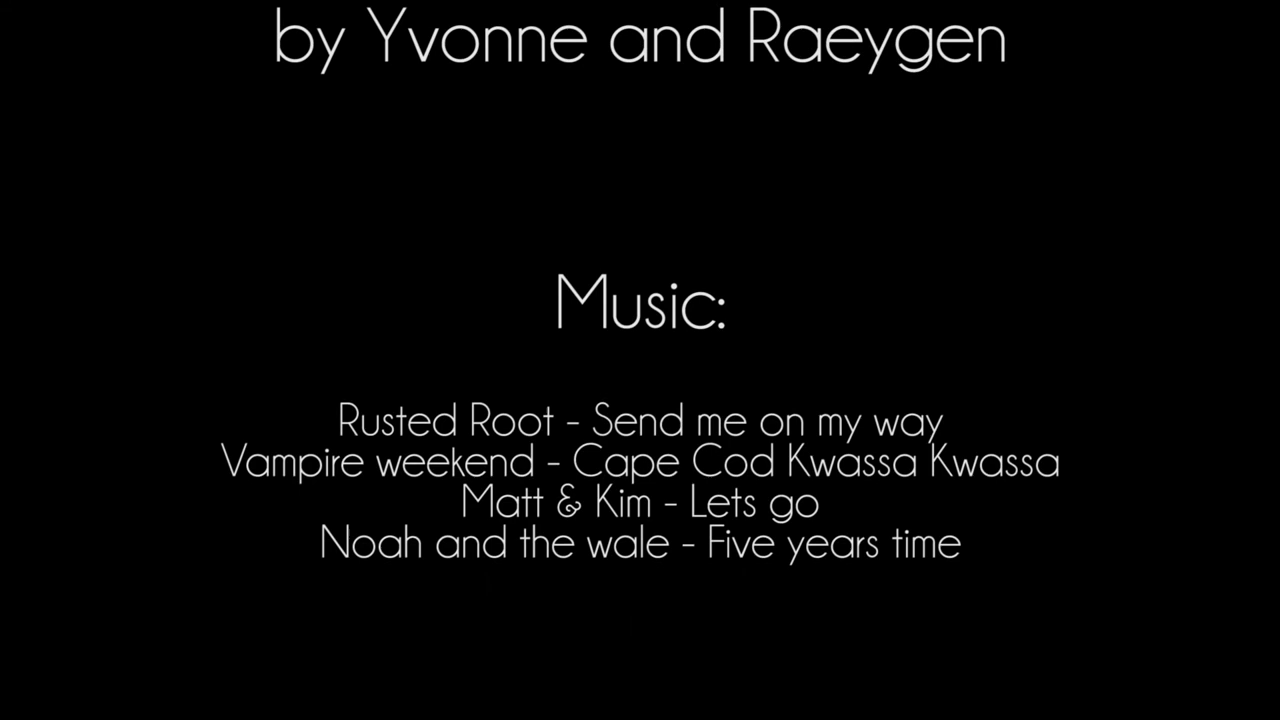 by Yvonne and Raeygen
Music:
Rusted Root - Send me on my way
Vampire weekend - Cape Cod Kwassa Kwassa
Matt & Kim - Lets go
Noah and the wale - Five years time